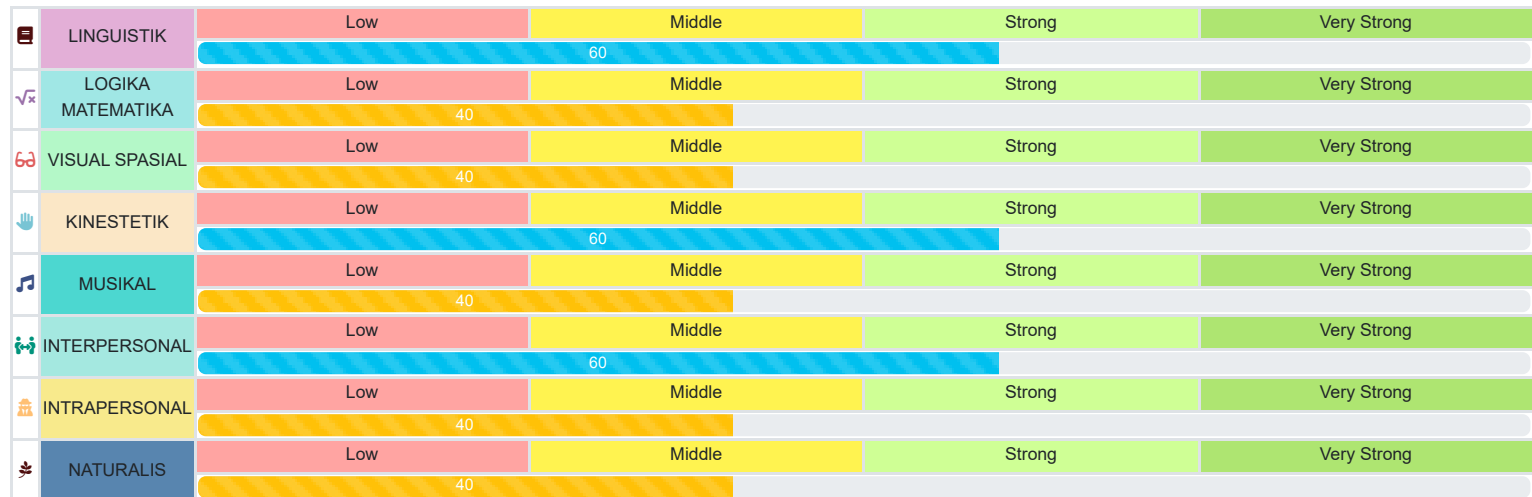 LINGUISTIK
Low Middle Strong Very Strong
60
LOGIKA
MATEMATIKA
Low Middle Strong Very Strong
40
VISUAL SPASIAL
Low Middle Strong Very Strong
40
KINESTETIK
Low Middle Strong Very Strong
60
MUSIKAL
Low Middle Strong Very Strong
40
INTERPERSONAL
Low Middle Strong Very Strong
60
INTRAPERSONAL
Low Middle Strong Very Strong
40
NATURALIS
Low Middle Strong Very Strong
40